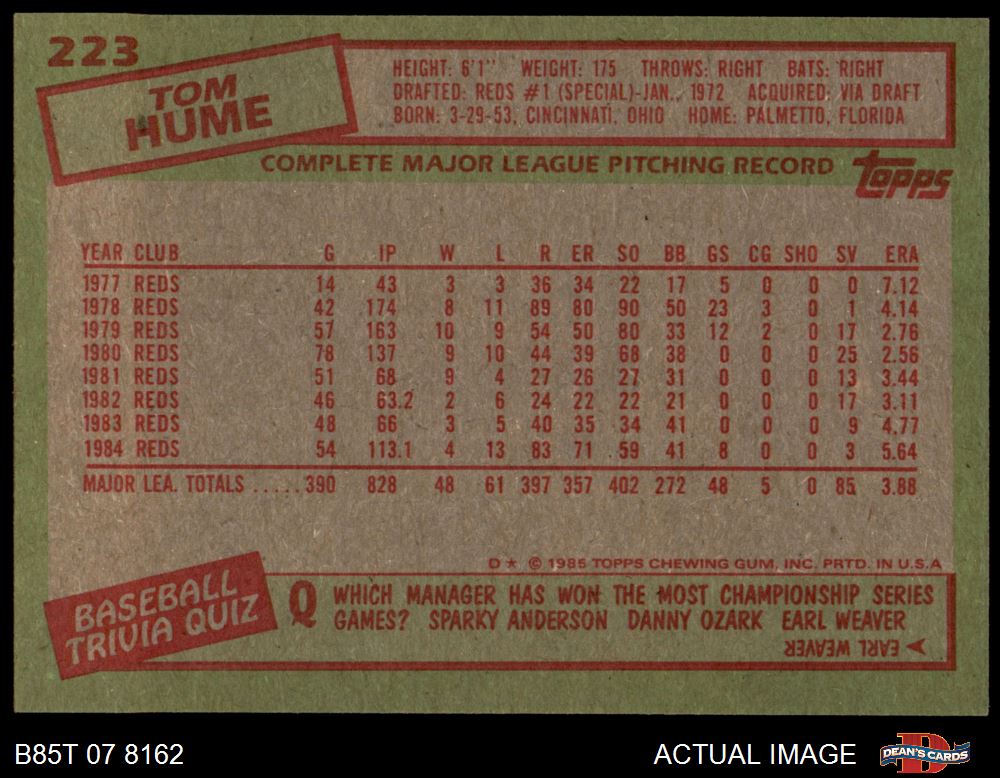 223
TOM
HUME
HEIGHT: 6'1" WEIGHT: 175 THROWS: RIGHT BATS: RIGHT
DRAFTED: REDS #1 (SPECIAL)-JAN., 1972 ACQUIRED: VIA DRAFT
BORN: 3-29-53, CINCINNATI, OHIO HOME: PALMETTO, FLORIDA
COMPLETE MAJOR LEAGUE PITCHING RECORD
topps
YEAR CLUB G IP W L R ER SO BB GS CG SHO SV ERA
1977 REDS 14 43 3 3 36 34 22 17 5 0 0 0 7.12
1978 REDS 42 174 8 11 89 80 90 50 23 3 0 1 4.14
1979 REDS 57 163 10 9 54 50 80 33 12 2 0 17 2.76
1980 REDS 78 137 9 10 44 39 68 38 0 0 0 25 2.56
1981 REDS 51 68 9 4 27 26 27 31 0 0 0 13 3.44
1982 REDS 46 63.2 2 6 24 22 22 21 0 0 0 17 3.11
1983 REDS 48 66 3 5 40 35 34 41 0 0 0 9 4.77
1984 REDS 54 113.1 4 13 83 71 59 41 8 0 0 3 5.64
MAJOR LEA. TOTALS .....390 828 48 61 397 357 402 272 48 5 0 85 3.88
D★ © 1985 TOPPS CHEWING GUM, INC. PRTD. IN U.S.A
BASEBALL
TRIVIA QUIZ
Q WHICH MANAGER HAS WON THE MOST CHAMPIONSHIP SERIES
GAMES? SPARKY ANDERSON DANNY OZARK EARL WEAVER
EARL WEAVER
B85T 07 8162
ACTUAL IMAGE
DEAN'S CARDS